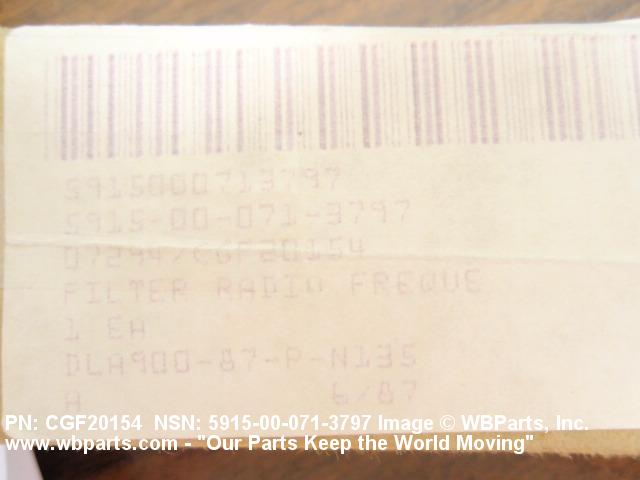 5915000713797
5915-00-071-3797
07294/CGF20154
FILTER RADIO FREQUE
1 EA
DLA900-87-P-N135
A 6/87
PN: CGF20154 NSN: 5915-00-071-3797 Image © WBParts, Inc.
www.wbparts.com - "Our Parts Keep the World Moving"